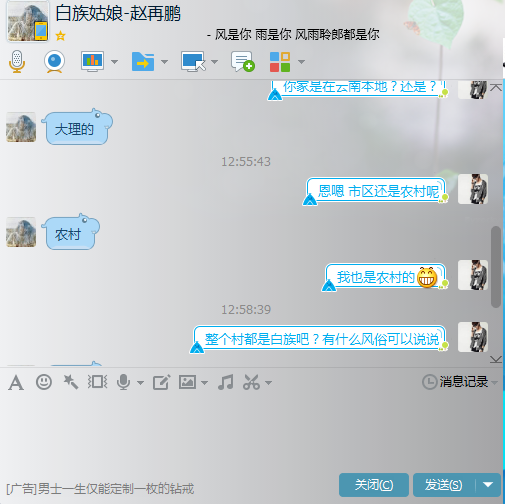 白族姑娘-赵再鹏
- 风是你 雨是你 风雨聆郎都是你
你家是在云南本地？还是？
大理的
12:55:43
恩嗯 市区还是农村呢
农村
我也是农村的
12:58:39
整个村都是白族吧？有什么风俗可以说说
消息记录
[广告]男士一生仅能定制一枚的钻戒
关闭(C)
发送(S)